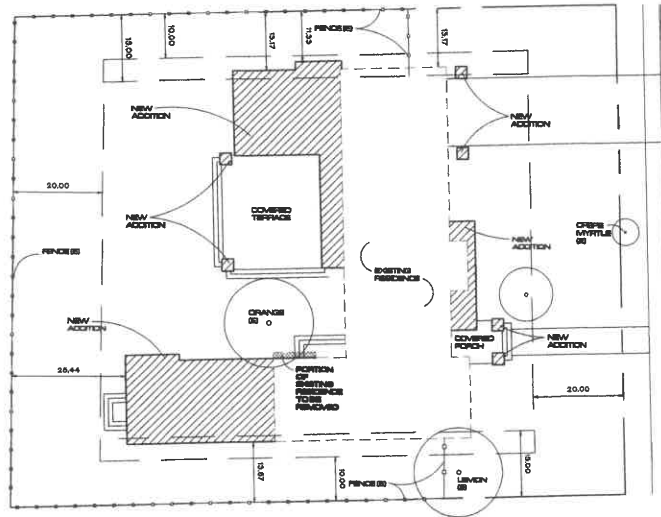 15.00
10.00
13.17
11.33
FENCE (E)
13.17
NEW
ADDITION
NEW
ADDITION
20.00
COVERED
TERRACE
NEW
ADDITION
CREPE
MYRTLE
(E)
NEW
ADDITION
FENCE (E)
EXISTING
RESIDENCE
NEW
ADDITION
ORANGE
(E)
COVERED
PORCH
NEW
ADDITION
PORTION
OF
EXISTING
RESIDENCE
TO BE
REMOVED
25.44
20.00
13.67
10.00
FENCE (E)
LEMON
(E)
15.00